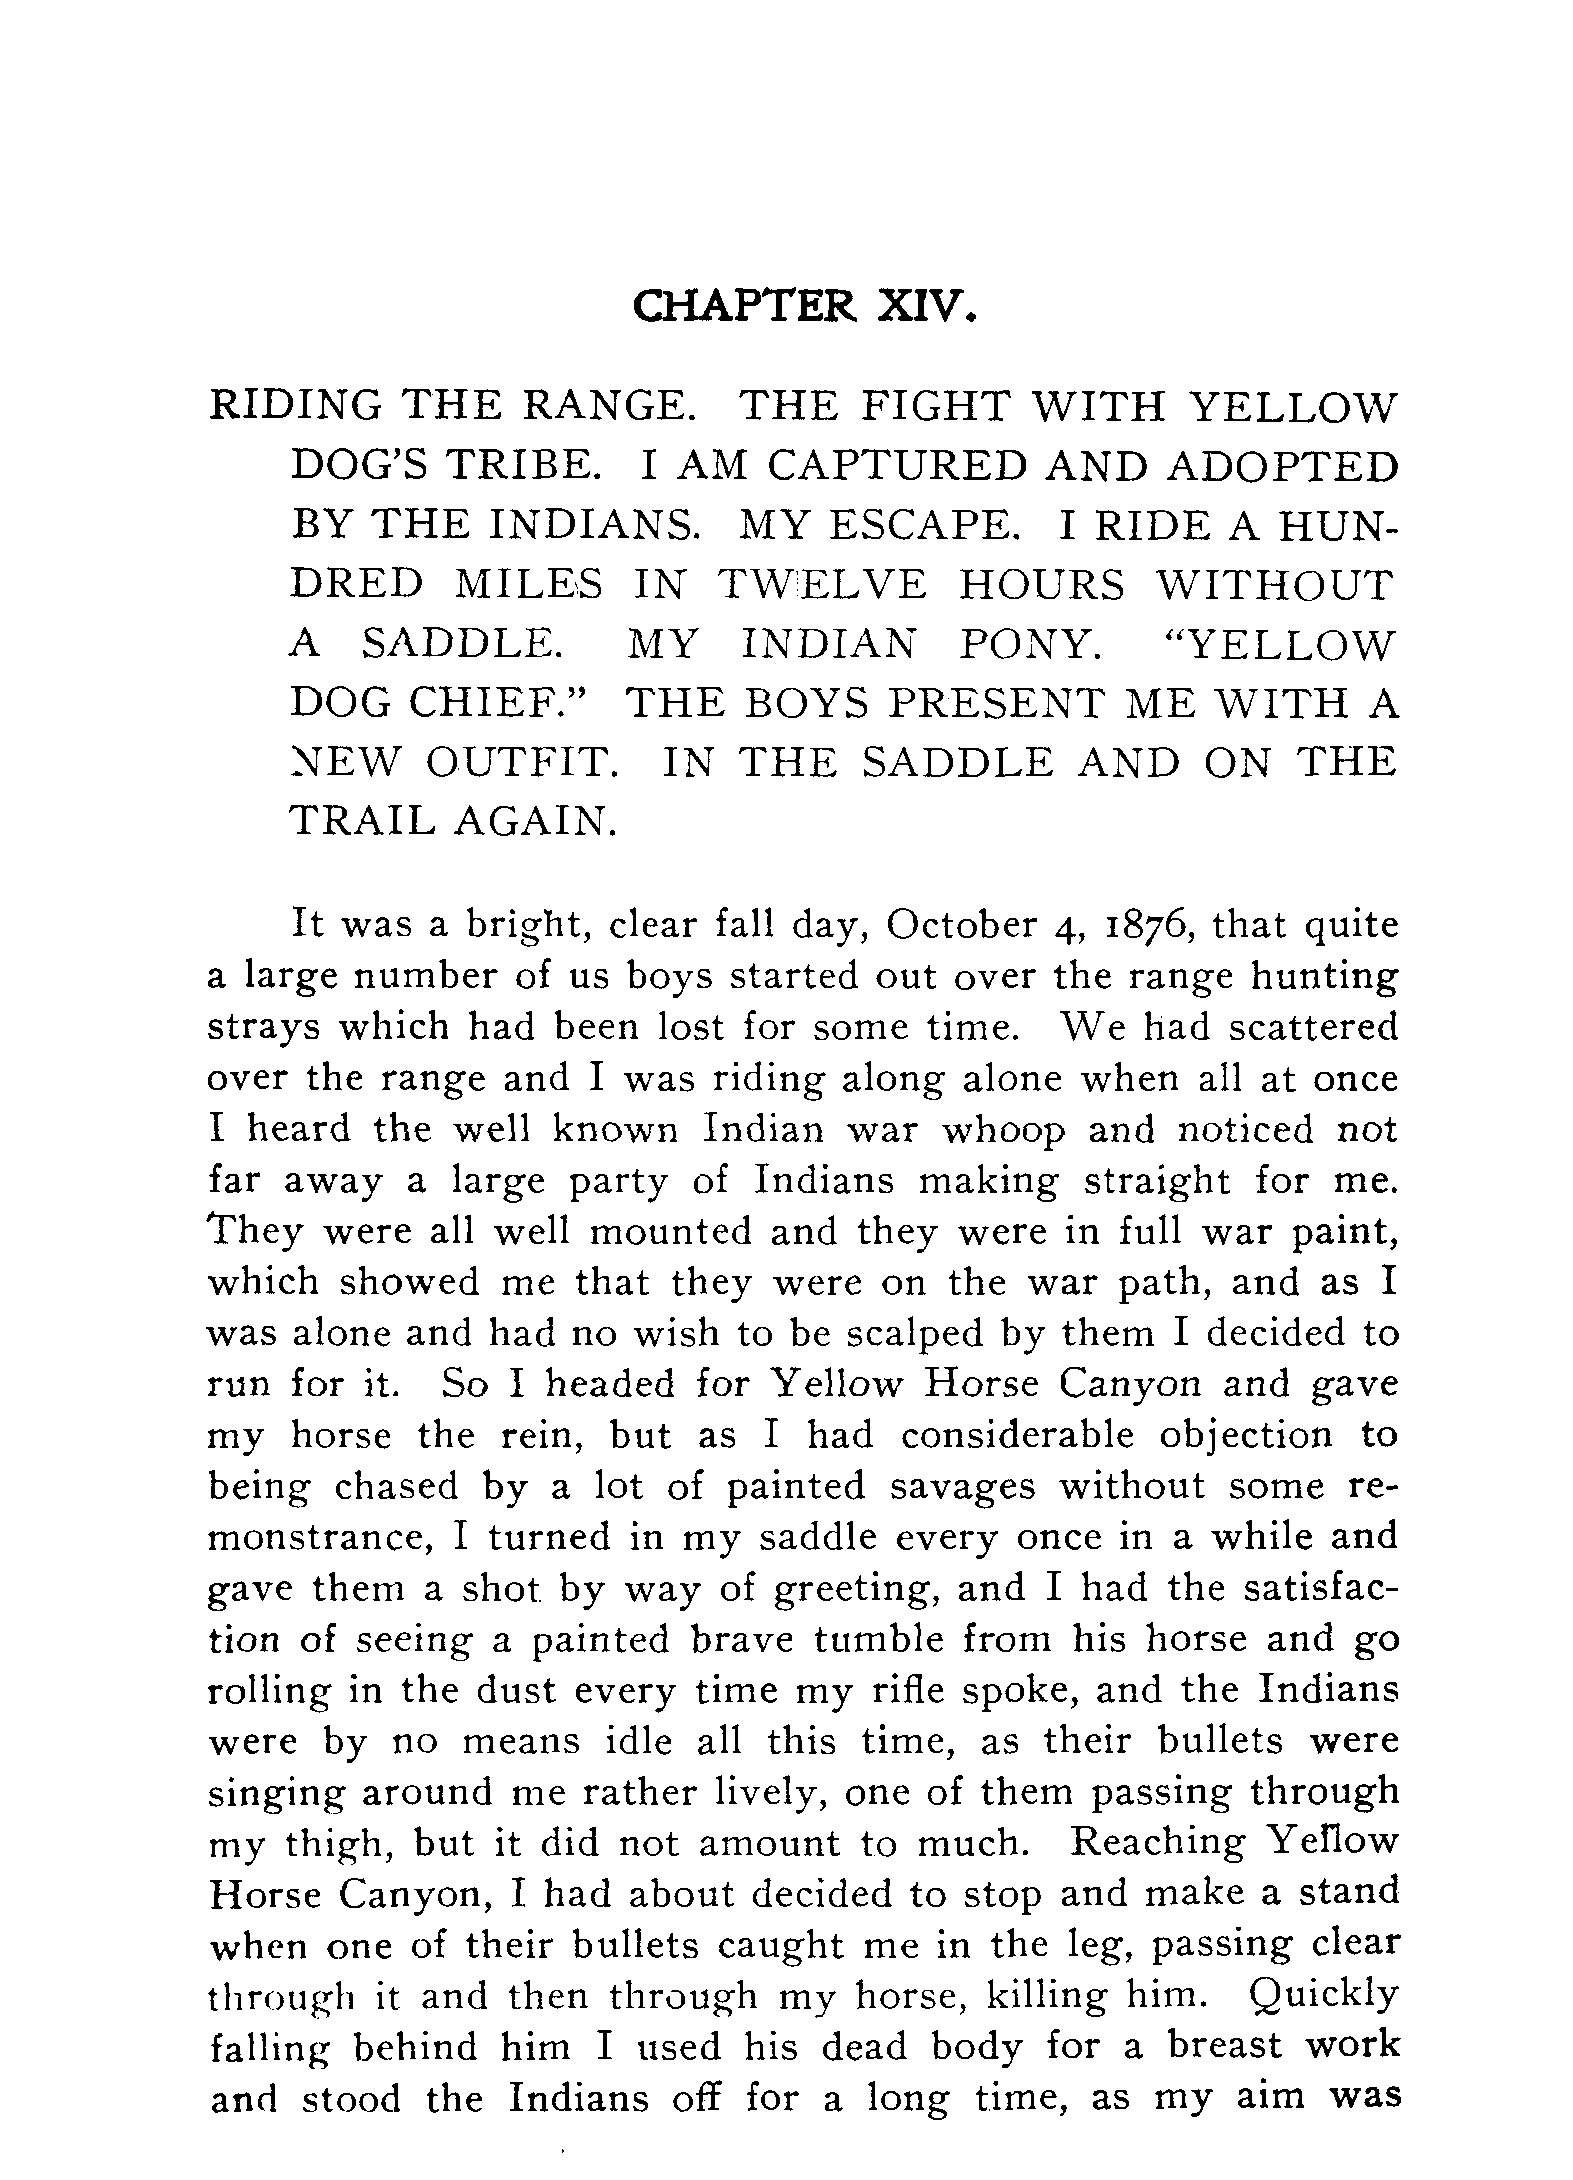 CHAPTER XIV.
RIDING THE RANGE. THE FIGHT WITH YELLOW
DOG'S TRIBE. I AM CAPTURED AND ADOPTED
BY THE INDIANS. MY ESCAPE. I RIDE A HUN-
DRED MILES IN TWELVE HOURS WITHOUT
A SADDLE. MY INDIAN PONY. "YELLOW
DOG CHIEF." THE BOYS PRESENT ME WITH A
NEW OUTFIT. IN THE SADDLE AND ON THE
TRAIL AGAIN.
It was a bright, clear fall day, October 4, 1876, that quite
a large number of us boys started out over the range hunting
strays which had been lost for some time. We had scattered
over the range and I was riding along alone when all at once
I heard the well known Indian war whoop and noticed not
far away a large party of Indians making straight for me.
They were all well mounted and they were in full war paint,
which showed me that they were on the war path, and as I
was alone and had no wish to be scalped by them I decided to
run for it. So I headed for Yellow Horse Canyon and gave
my horse the rein, but as I had considerable objection to
being chased by a lot of painted savages without some re-
monstrance, I turned in my saddle every once in a while and
gave them a shot by way of greeting, and I had the satisfac-
tion of seeing a painted brave tumble from his horse and go
rolling in the dust every time my rifle spoke, and the Indians
were by no means idle all this time, as their bullets were
singing around me rather lively, one of them passing through
my thigh, but it did not amount to much. Reaching Yellow
Horse Canyon, I had about decided to stop and make a stand
when one of their bullets caught me in the leg, passing clear
through it and then through my horse, killing him. Quickly
falling behind him I used his dead body for a breast work
and stood the Indians off for a long time, as my aim was